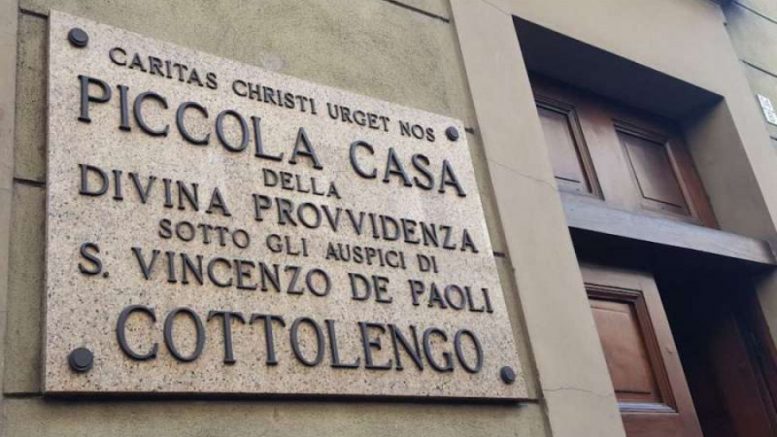 CARITAS CHRISTI URGET NOS
PICCOLA CASA
DELLA
DIVINA PROVVIDENZA
SOTTO GLI AUSPICI DI
S. VINCENZO DE PAOLI
COTTOLENGO